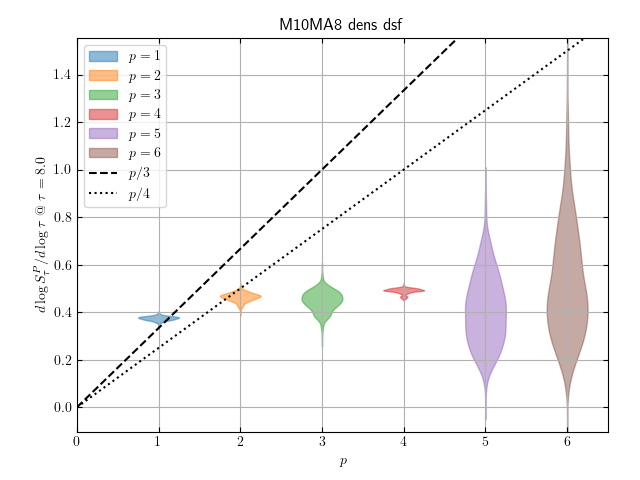 M10MA8 dens dsf
d log S_τ^P / d log τ @ τ = 8.0
1.4
1.2
1.0
0.8
0.6
0.4
0.2
0.0
p = 1
p = 2
p = 3
p = 4
p = 5
p = 6
p/3
p/4
0 1 2 3 4 5 6
p